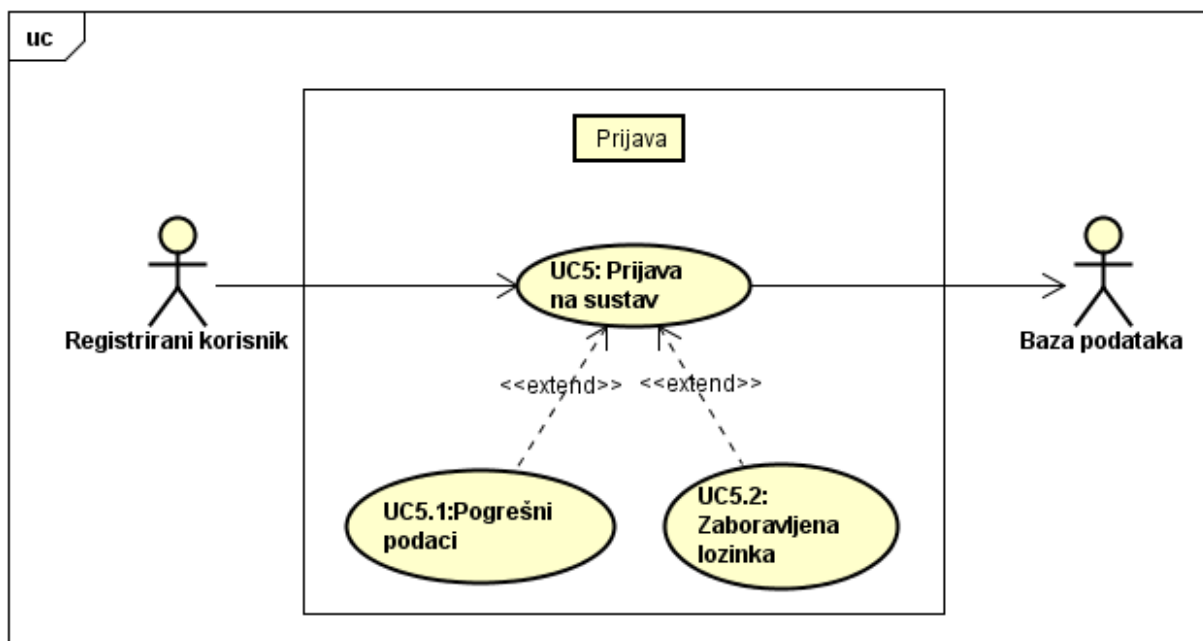 uc
Prijava
UC5: Prijava
na sustav
Registrirani korisnik
Baza podataka
<<extend>>
<<extend>>
UC5.1:Pogrešni
podaci
UC5.2:
Zaboravljena
lozinka